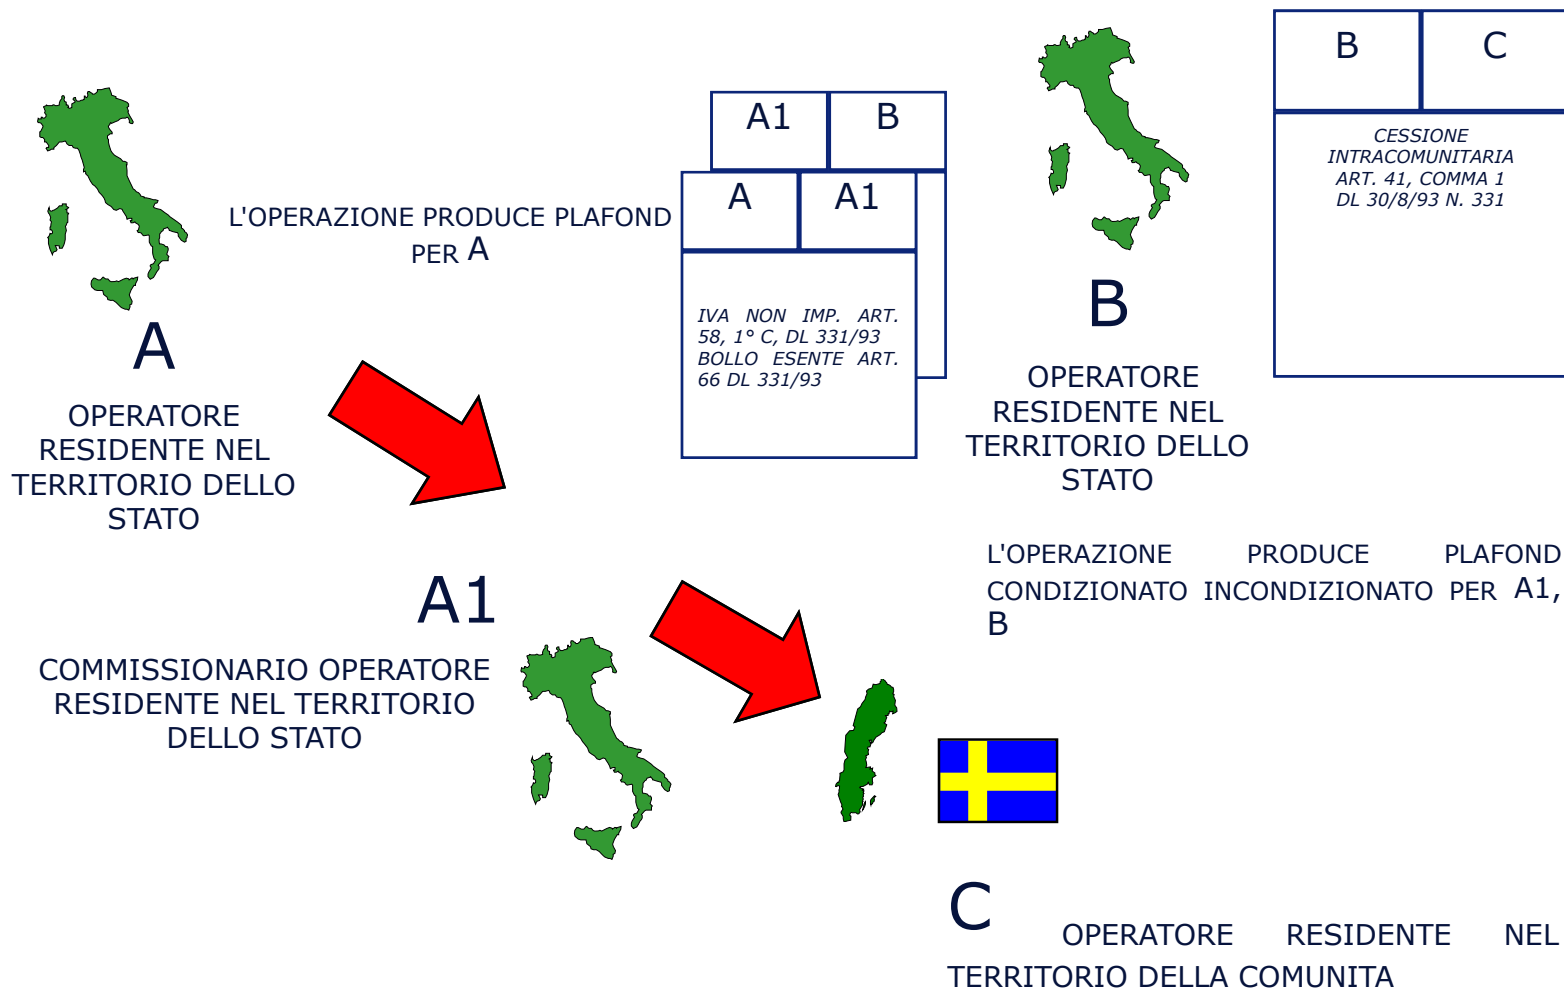 A1 B
A A1
IVA NON IMP. ART.
58, 1° C, DL 331/93
BOLLO ESENTE ART.
66 DL 331/93
B C
CESSIONE
INTRACOMUNITARIA
ART. 41, COMMA 1
DL 30/8/93 N. 331
L'OPERAZIONE PRODUCE PLAFOND
PER A
A
OPERATORE
RESIDENTE NEL
TERRITORIO DELLO
STATO
B
OPERATORE
RESIDENTE NEL
TERRITORIO DELLO
STATO
L'OPERAZIONE PRODUCE PLAFOND
CONDIZIONATO INCONDIZIONATO PER A1,
B
A1
COMMISSIONARIO OPERATORE
RESIDENTE NEL TERRITORIO
DELLO STATO
C OPERATORE RESIDENTE NEL
TERRITORIO DELLA COMUNITA